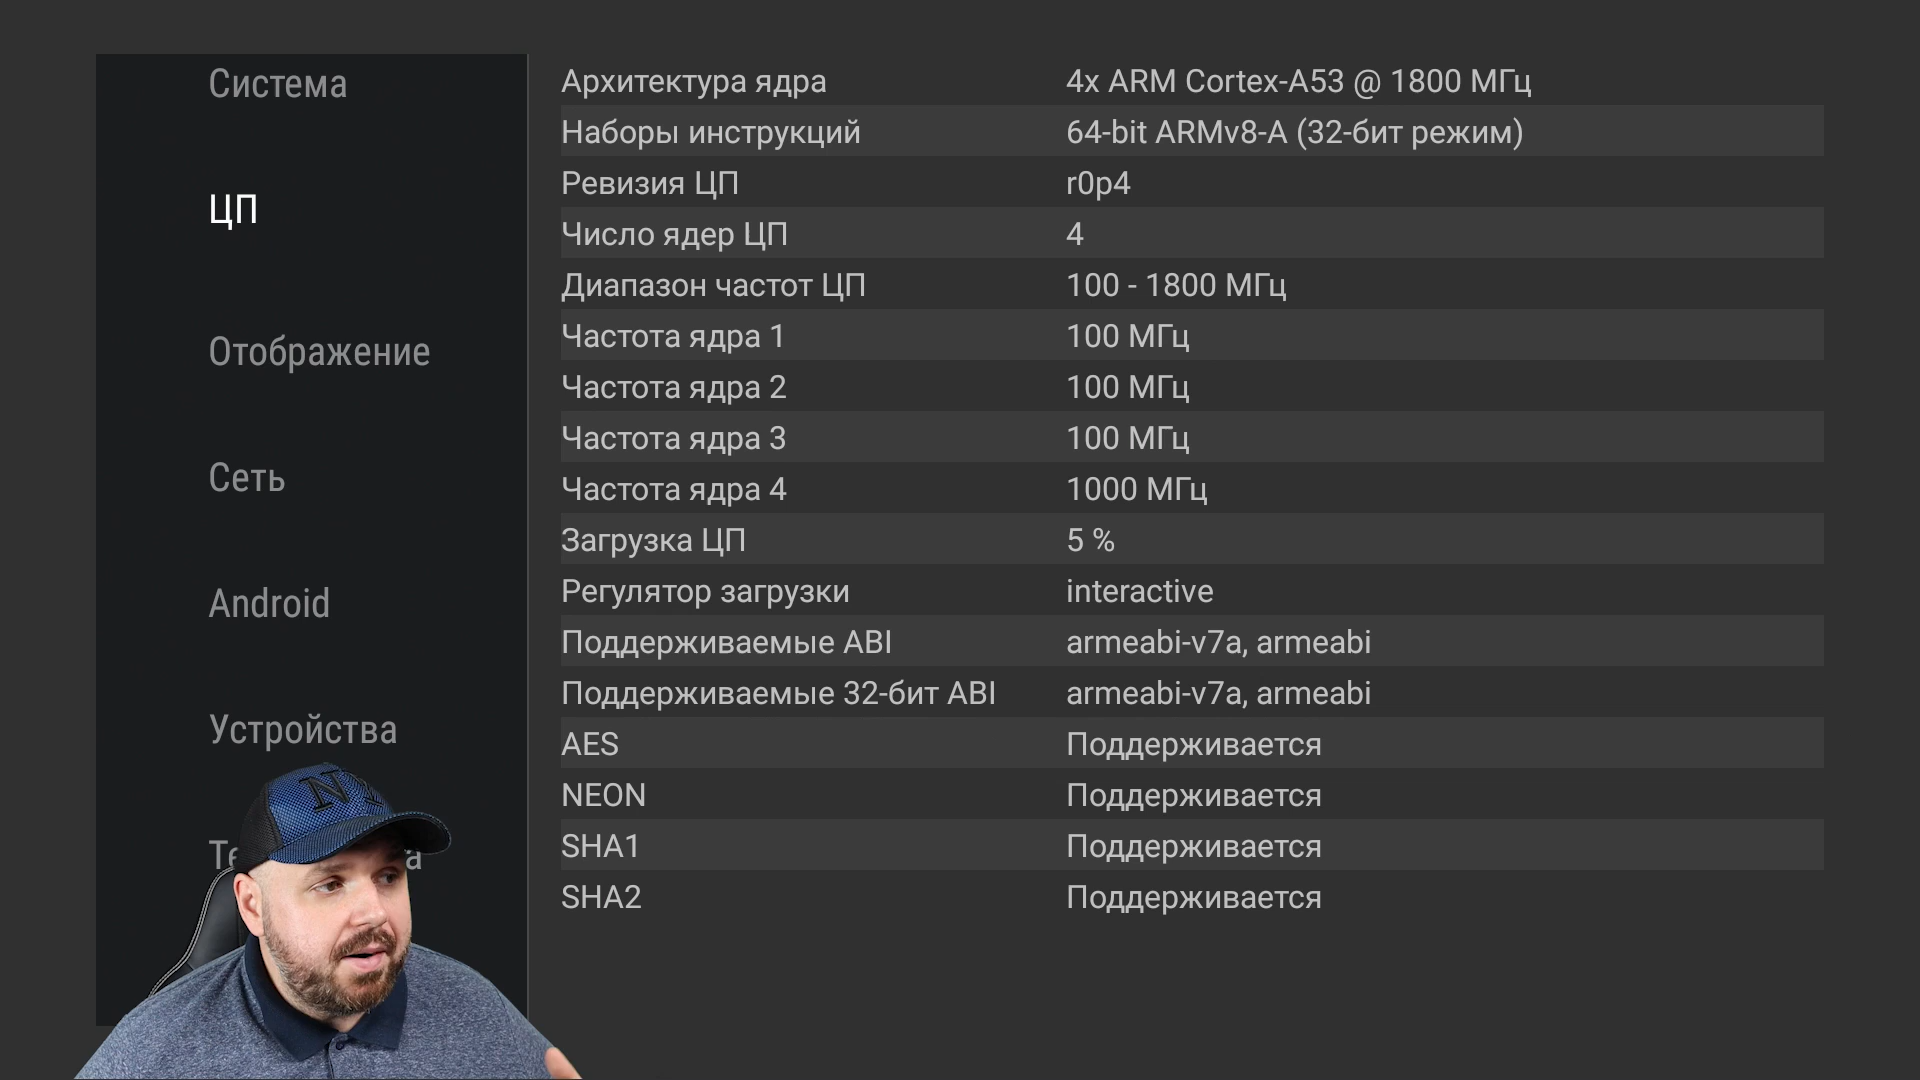 Система
ЦП
Отображение
Сеть
Android
Устройства
Архитектура ядра 4x ARM Cortex-A53 @ 1800 МГц
Наборы инструкций 64-bit ARMv8-A (32-бит режим)
Ревизия ЦП r0p4
Число ядер ЦП 4
Диапазон частот ЦП 100 - 1800 МГц
Частота ядра 1 100 МГц
Частота ядра 2 100 МГц
Частота ядра 3 100 МГц
Частота ядра 4 1000 МГц
Загрузка ЦП 5 %
Регулятор загрузки interactive
Поддерживаемые ABI armeabi-v7a, armeabi
Поддерживаемые 32-бит ABI armeabi-v7a, armeabi
AES Поддерживается
NEON Поддерживается
SHA1 Поддерживается
SHA2 Поддерживается